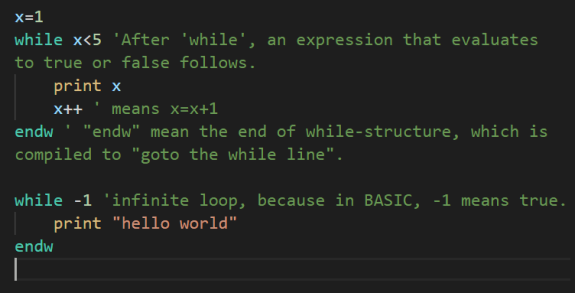 x=1
while x<5 'After 'while', an expression that evaluates
to true or false follows.
print x
x++ ' means x=x+1
endw ' "endw" mean the end of while-structure, which is
compiled to "goto the while line".
while -1 'infinite loop, because in BASIC, -1 means true.
print "hello world"
endw